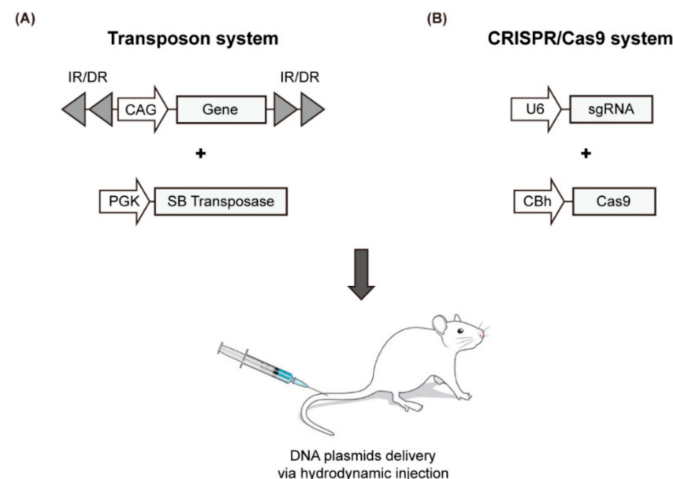 (A)
Transposon system
IR/DR IR/DR
CAG Gene
+
PGK SB Transposase
(B)
CRISPR/Cas9 system
U6 sgRNA
+
CBh Cas9
DNA plasmids delivery
via hydrodynamic injection